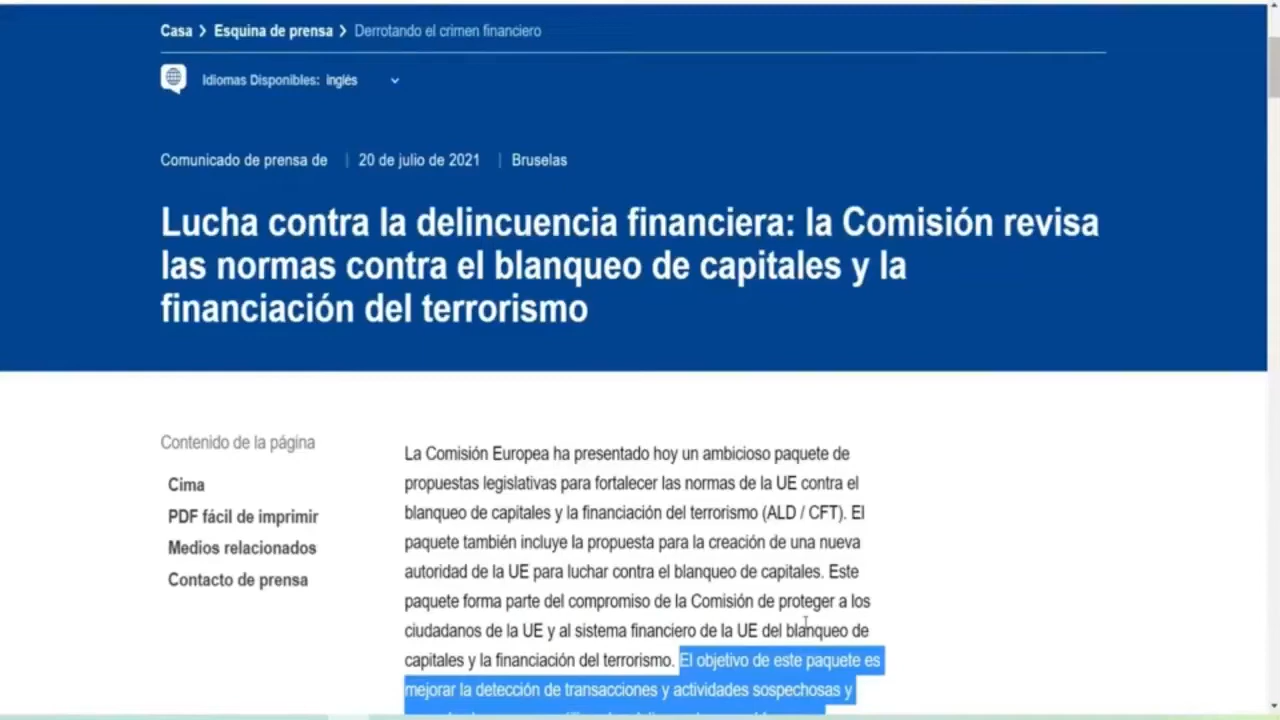 Casa > Esquina de prensa > Derrotando el crimen financiero
Idiomas Disponibles: Inglés
Comunicado de prensa de | 20 de julio de 2021 | Bruselas
Lucha contra la delincuencia financiera: la Comisión revisa
las normas contra el blanqueo de capitales y la
financiación del terrorismo
Contenido de la página
Cima
PDF fácil de imprimir
Medios relacionados
Contacto de prensa
La Comisión Europea ha presentado hoy un ambicioso paquete de
propuestas legislativas para fortalecer las normas de la UE contra el
blanqueo de capitales y la financiación del terrorismo (ALD / CFT). El
paquete también incluye la propuesta para la creación de una nueva
autoridad de la UE para luchar contra el blanqueo de capitales. Este
paquete forma parte del compromiso de la Comisión de proteger a los
ciudadanos de la UE y al sistema financiero de la UE del blanqueo de
capitales y la financiación del terrorismo. El objetivo de este paquete es
mejorar la detección de transacciones y actividades sospechosas y